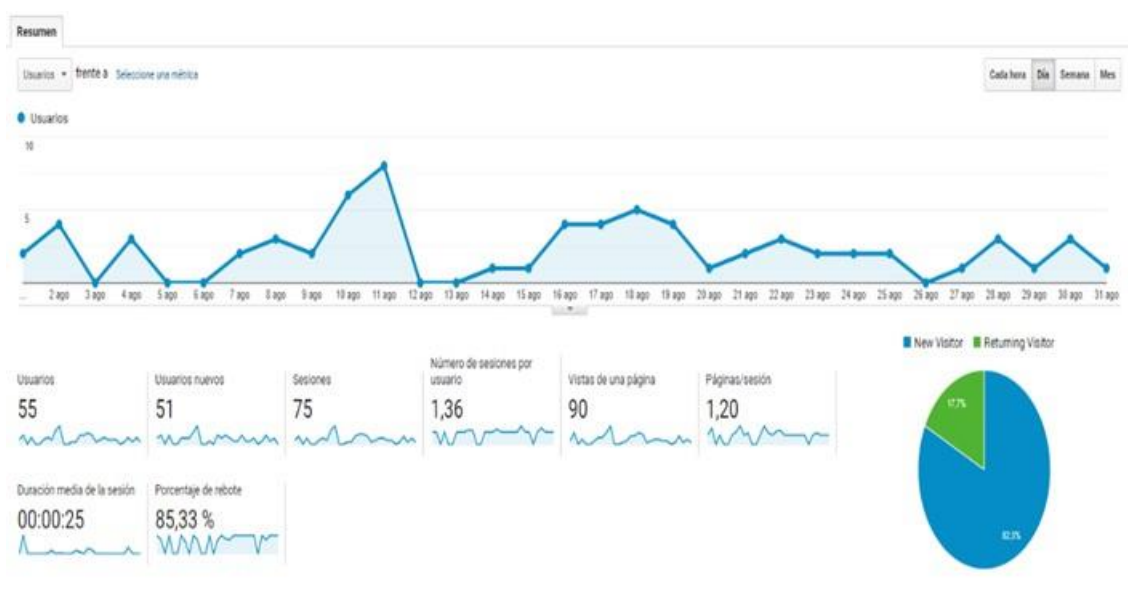 Resumen
Usuarios frente a Seleccione una métrica
Cada hora Día Semana Mes
Usuarios
10
5
... 2 ago 3 ago 4 ago 5 ago 6 ago 7 ago 8 ago 9 ago 10 ago 11 ago 12 ago 13 ago 14 ago 15 ago 16 ago 17 ago 18 ago 19 ago 20 ago 21 ago 22 ago 23 ago 24 ago 25 ago 26 ago 27 ago 28 ago 29 ago 30 ago 31 ago
New Visitor Returning Visitor
Usuarios
55
Usuarios nuevos
51
Sesiones
75
Número de sesiones por
usuario
1,36
Vistas de una página
90
Páginas/sesión
1,20
17,7%
82,3%
Duración media de la sesión
00:00:25
Porcentaje de rebote
85,33 %